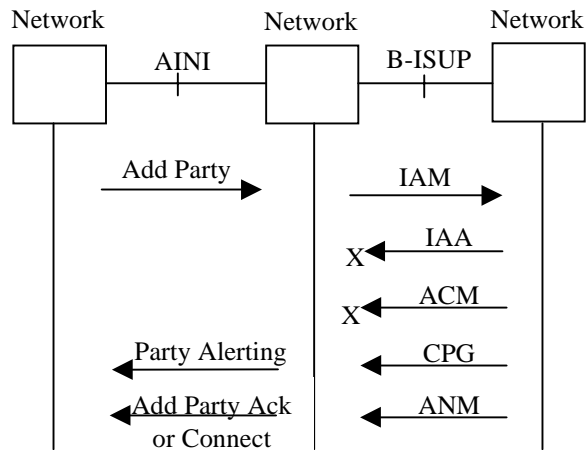 Network Network Network
AINI B-ISUP
Add Party IAM
IAA
X
ACM
X
Party Alerting CPG
Add Party Ack ANM
or Connect